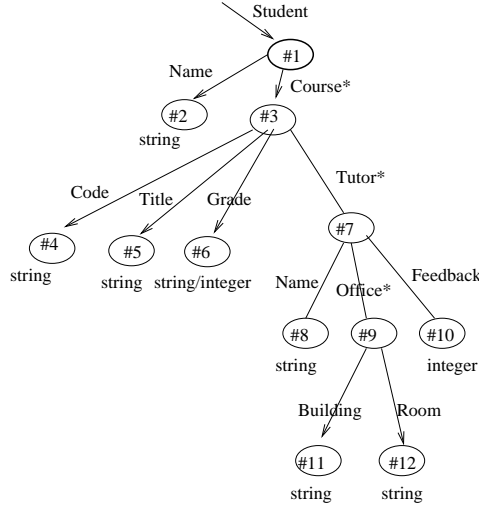 Student
#1
Name
Course*
#2
#3
string
Code
Title
Grade
Tutor*
#4
#5
#6
#7
string
string
string/integer
Name
Office*
Feedback
#8
#9
#10
string
integer
Building
Room
#11
#12
string
string